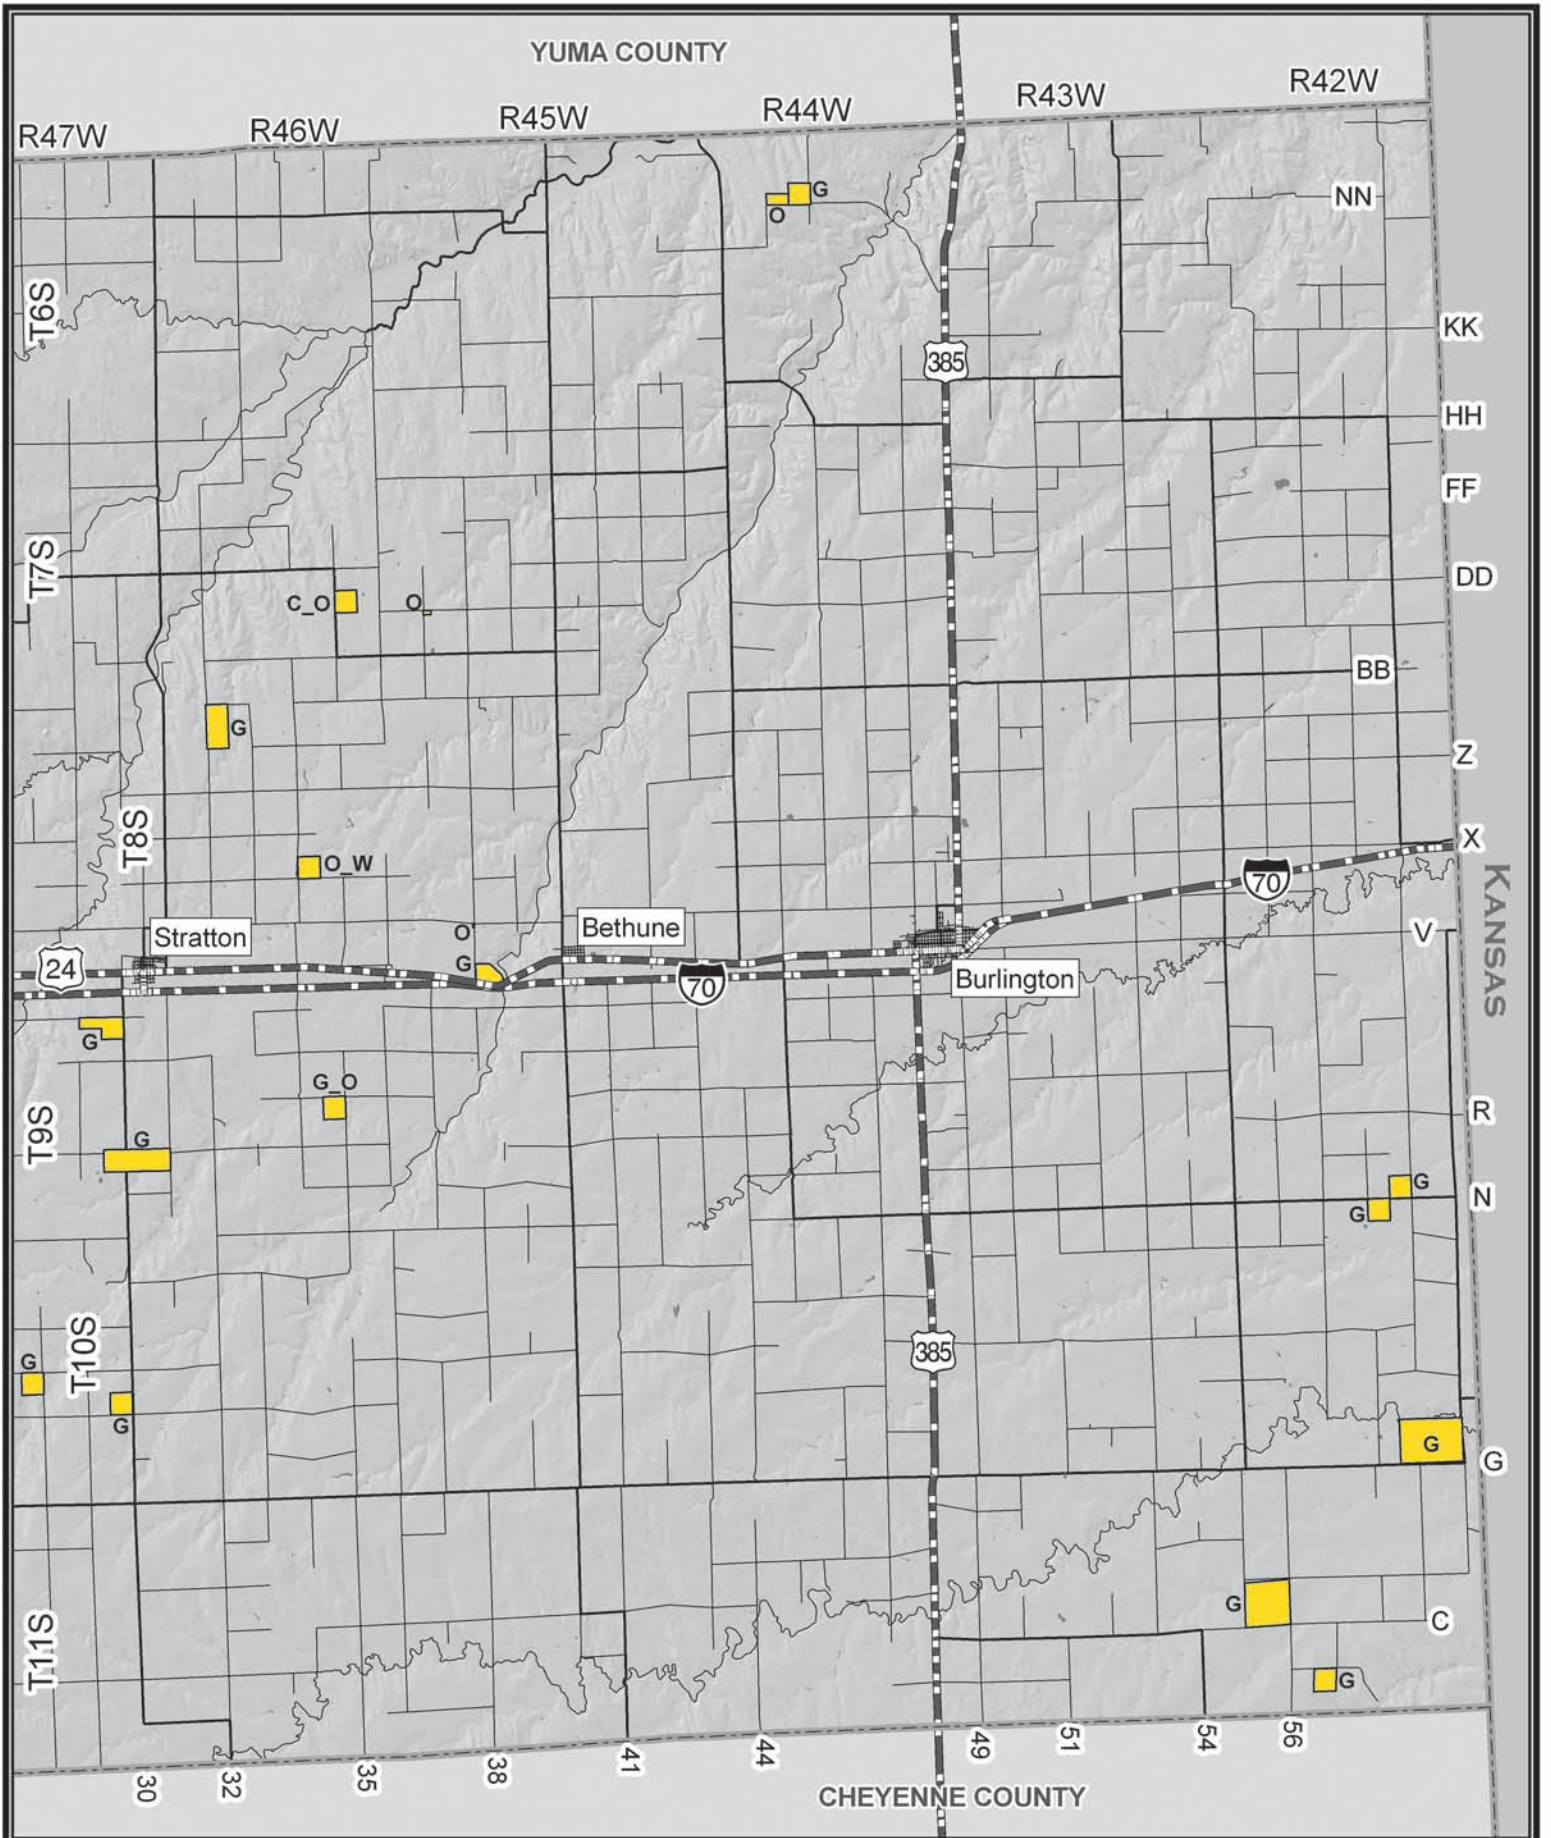 YUMA COUNTY
R47W
R46W
R45W
R44W
R43W
R42W
G
O
NN
T6S
KK
385
HH
FF
T7S
DD
C_O
O
BB
G
Z
T8S
X
O_W
70
KANSAS
V
Stratton
O
Bethune
24
G
70
Burlington
G
G_O
R
T9S
G
G
N
G
T10S
385
G
G
G
G
G
C
T11S
G
30
32
35
38
41
44
49
51
54
56
CHEYENNE COUNTY